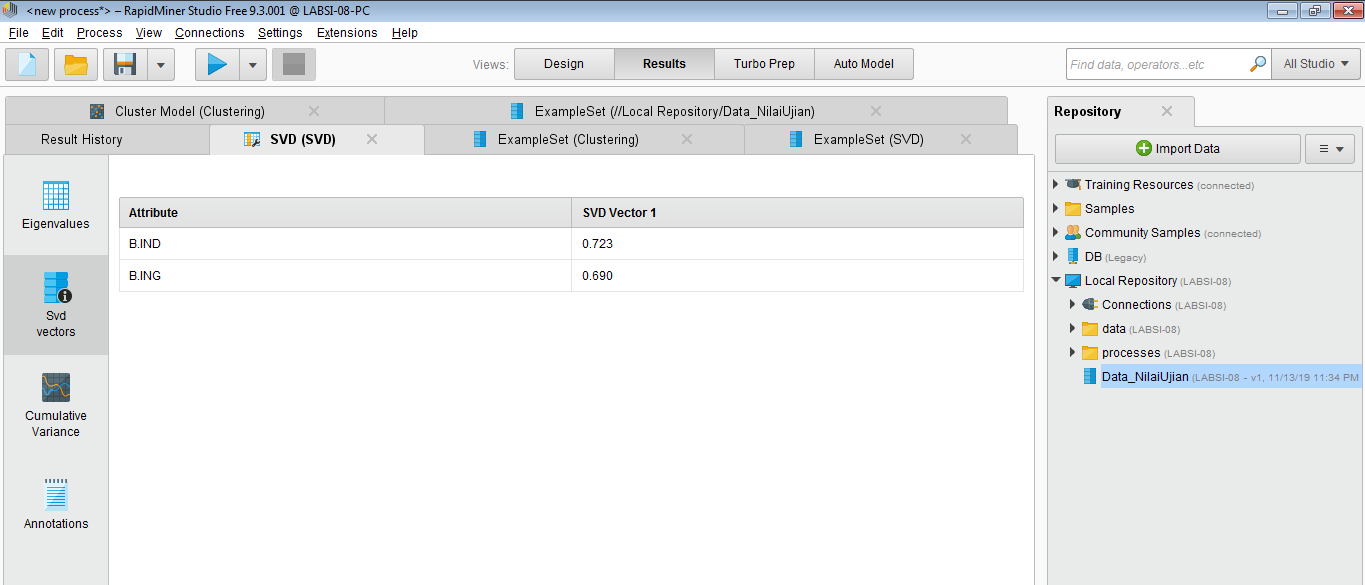 <new process*> – RapidMiner Studio Free 9.3.001 @ LABSI-08-PC
File Edit Process View Connections Settings Extensions Help
Views: Design Results Turbo Prep Auto Model
Find data, operators...etc
All Studio
Cluster Model (Clustering)
ExampleSet (//Local Repository/Data_NilaiUjian)
Result History
SVD (SVD)
ExampleSet (Clustering)
ExampleSet (SVD)
Eigenvalues
Svd
vectors
Cumulative
Variance
Annotations
Attribute SVD Vector 1
B.IND 0.723
B.ING 0.690
Repository
Import Data
Training Resources (connected)
Samples
Community Samples (connected)
DB (Legacy)
Local Repository (LABSI-08)
Connections (LABSI-08)
data (LABSI-08)
processes (LABSI-08)
Data_NilaiUjian (LABSI-08 - v1, 11/13/19 11:34 PM